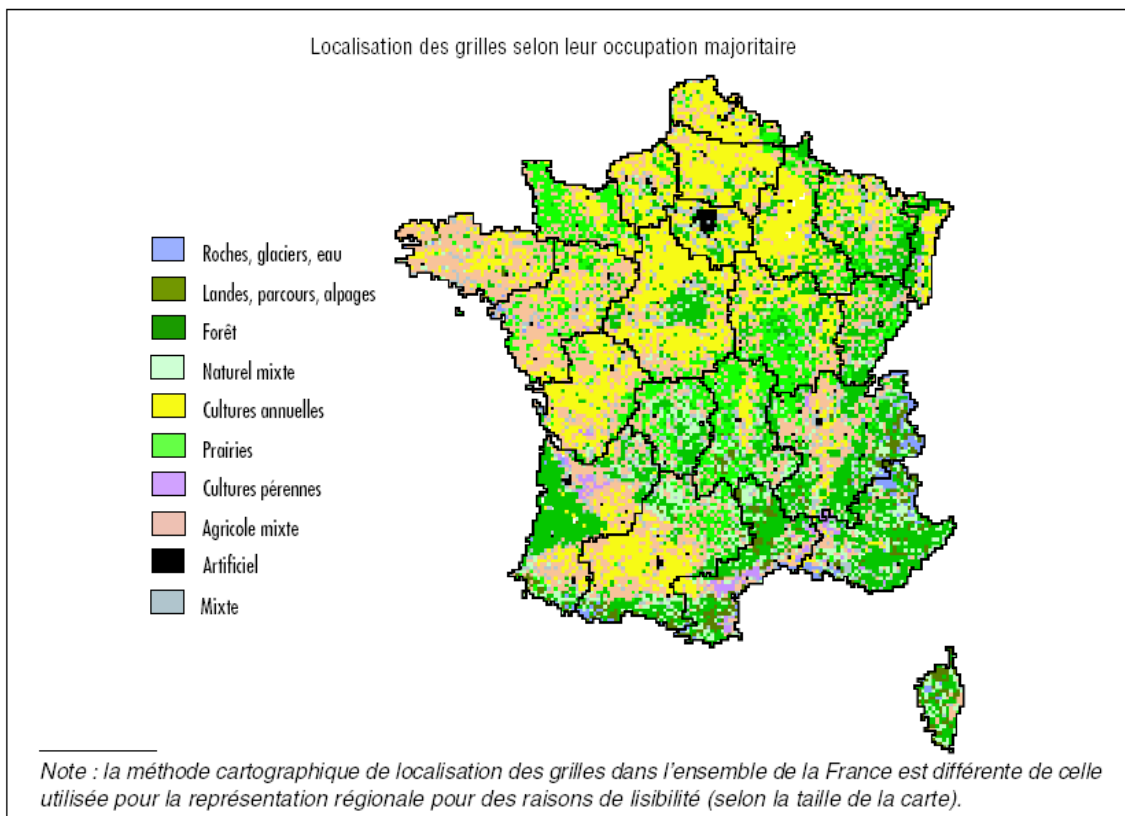 Localisation des grilles selon leur occupation majoritaire
Roches, glaciers, eau
Landes, parcours, alpages
Forêt
Naturel mixte
Cultures annuelles
Prairies
Cultures pérennes
Agricole mixte
Artificiel
Mixte
Note : la méthode cartographique de localisation des grilles dans l'ensemble de la France est différente de celle
utilisée pour la représentation régionale pour des raisons de lisibilité (selon la taille de la carte).